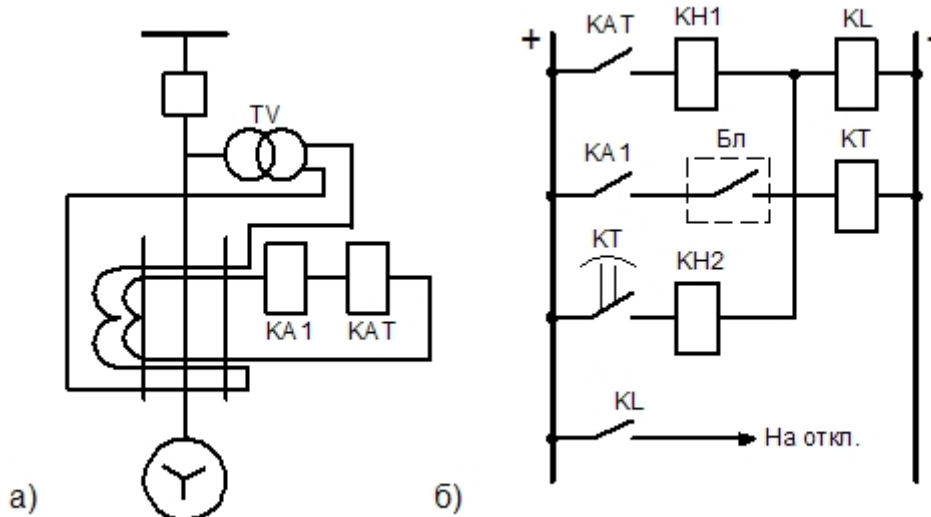 TV
KA1 KAT
а)
+ KAT KH1 KL -
KA1 Бл KT
KT KH2
KL
На откл.
б)